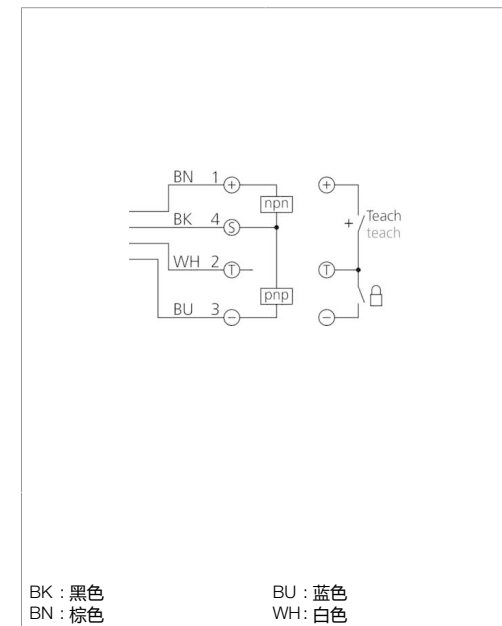 BN 1 +
npn
+
BK 4 S
+ Teach
teach
WH 2 T
T
pnp
BU 3 −
−
BK : 黑色
BU : 蓝色
BN : 棕色
WH : 白色